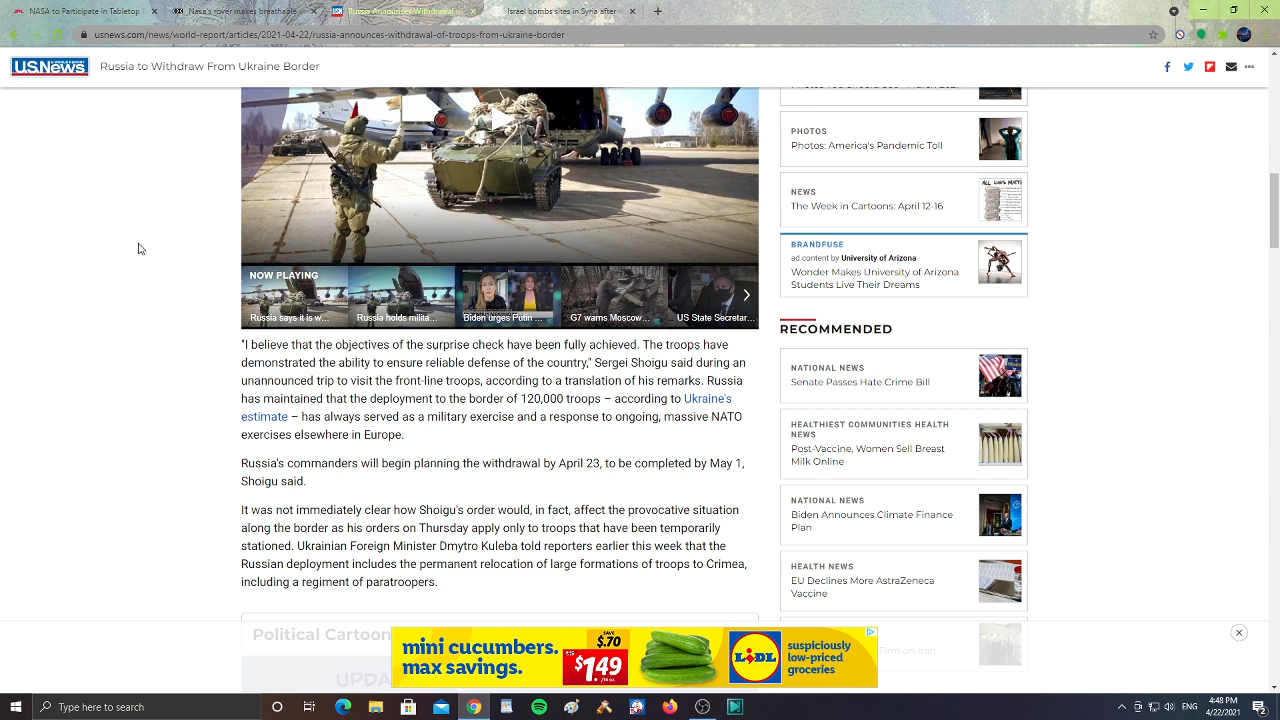 NASA to Participate in Tabletop
Nasa's rover makes breathable
Russia Announces Withdrawal of
Israel bombs sites in Syria after
usnews.com/news/world-report/articles/2021-04-22/russia-announces-withdrawal-of-troops-from-ukraine-border
U.S.News
Russia to Withdraw From Ukraine Border
PHOTOS
Photos: America's Pandemic Toll
NEWS
The Week in Cartoons: April 12-16
BRANDFUSE
ad content by University of Arizona
Wonder Makes University of Arizona
Students Live Their Dreams
NOW PLAYING
Russia says it is w...
Russia holds milita...
Biden urges Putin ...
G7 warns Moscow...
US State Secretar...
"I believe that the objectives of the surprise check have been fully achieved. The troops have
demonstrated the ability to ensure reliable defense of the country," Sergei Shoigu said during an
unannounced trip to visit the front-line troops, according to a translation of his remarks. Russia
has maintained that the deployment to the border of 120,000 troops – according to Ukraine's
estimate – has always served as a military exercise and a response to ongoing, massive NATO
exercises elsewhere in Europe.
Russia's commanders will begin planning the withdrawal by April 23, to be completed by May 1,
Shoigu said.
It was not immediately clear how Shoigu's order would, in fact, affect the provocative situation
along the border as his orders on Thursday apply only to troops that have been temporarily
stationed. Ukrainian Foreign Minister Dmytro Kuleba told reporters earlier this week that the
Russian movement includes the permanent relocation of large formations of troops to Crimea,
including a regiment of paratroopers.
RECOMMENDED
NATIONAL NEWS
Senate Passes Hate Crime Bill
HEALTHIEST COMMUNITIES HEALTH
NEWS
Post-Vaccine, Women Sell Breast
Milk Online
NATIONAL NEWS
Biden Announces Climate Finance
Plan
HEALTH NEWS
EU Declines More AstraZeneca
Vaccine
Firm on Iran
Political Cartoon
UPDA
mini cucumbers.
max savings.
SAVE
$.70
$1.49
/14 oz.
LIDL
suspiciously
low-priced
groceries
Type here to search
ENG
4:48 PM
4/22/2021